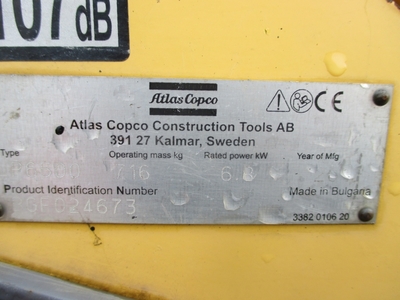 107 dB
Atlas Copco
CE
Atlas Copco Construction Tools AB
391 27 Kalmar, Sweden
Type Operating mass kg Rated power kW Year of Mfg
Product Identification Number Made in Bulgaria
3382 0106 20